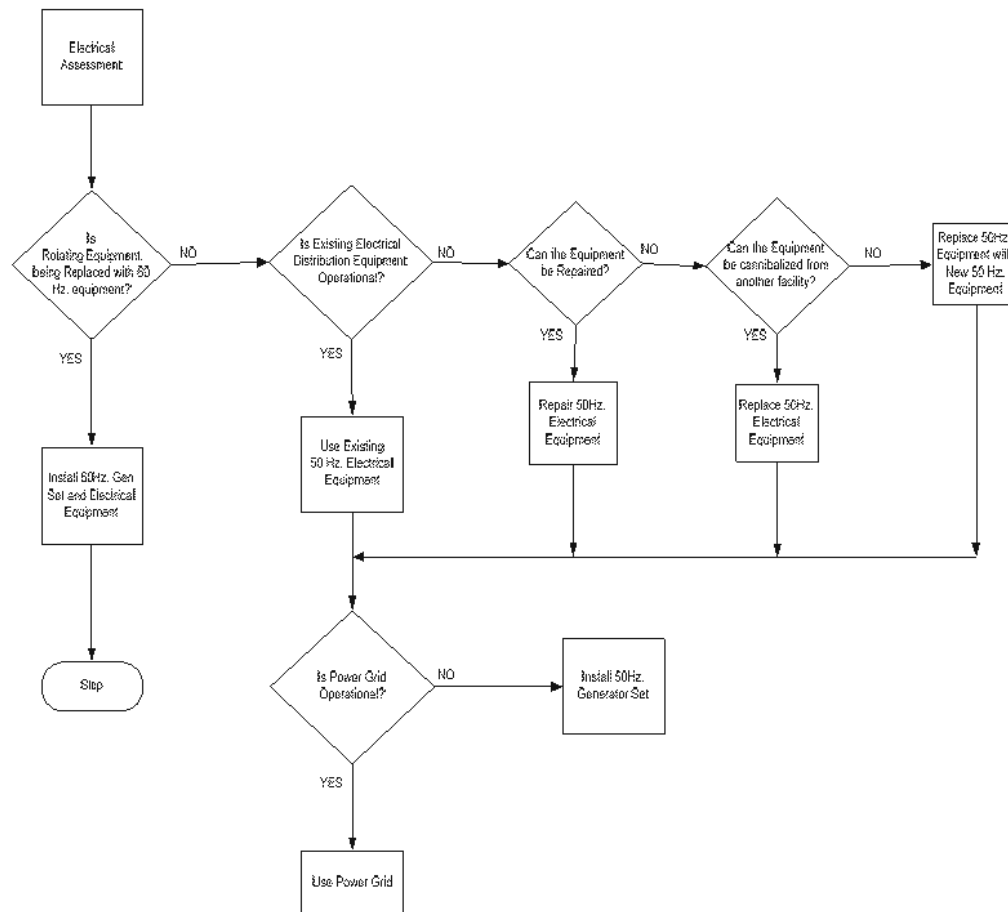 Electrical
Assessment
Is
Rotating Equipment
being Replaced with 60
Hz. equipment?
NO
Is Existing Electrical
Distribution Equipment
Operational?
NO
Can the Equipment
be Repaired?
NO
Can the Equipment
be cannibalized from
another facility?
NO
Replace 50Hz.
Equipment with
New 50 Hz.
Equipment
YES
YES
YES
YES
Install 60Hz. Gen
Set and Electrical
Equipment
Use Existing
50 Hz. Electrical
Equipment
Repair 50Hz.
Electrical
Equipment
Replace 50Hz.
Electrical
Equipment
Stop
Is Power Grid
Operational?
NO
Install 50Hz.
Generator Set
YES
Use Power Grid